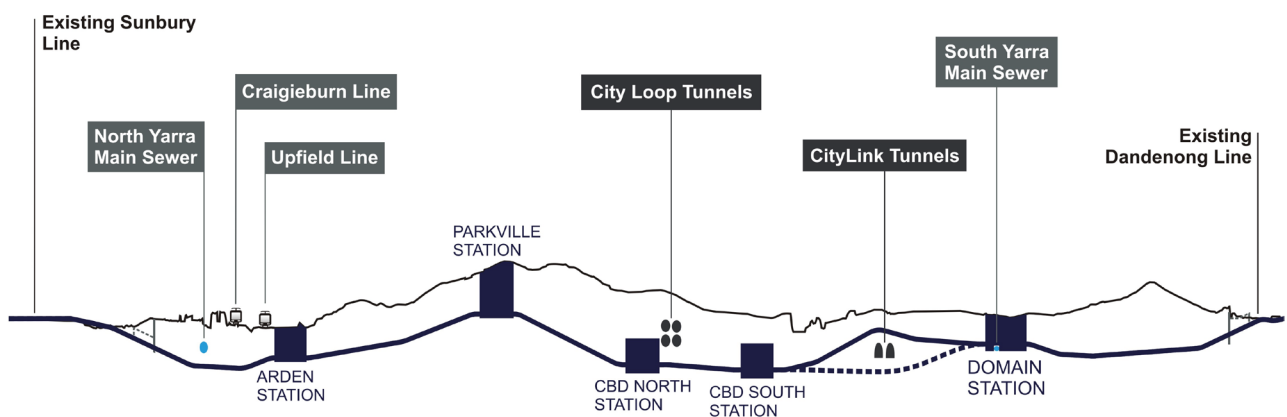 Existing Sunbury
Line
North Yarra
Main Sewer
Craigieburn Line
Upfield Line
City Loop Tunnels
CityLink Tunnels
South Yarra
Main Sewer
Existing
Dandenong Line
ARDEN
STATION
PARKVILLE
STATION
CBD NORTH
STATION
CBD SOUTH
STATION
DOMAIN
STATION